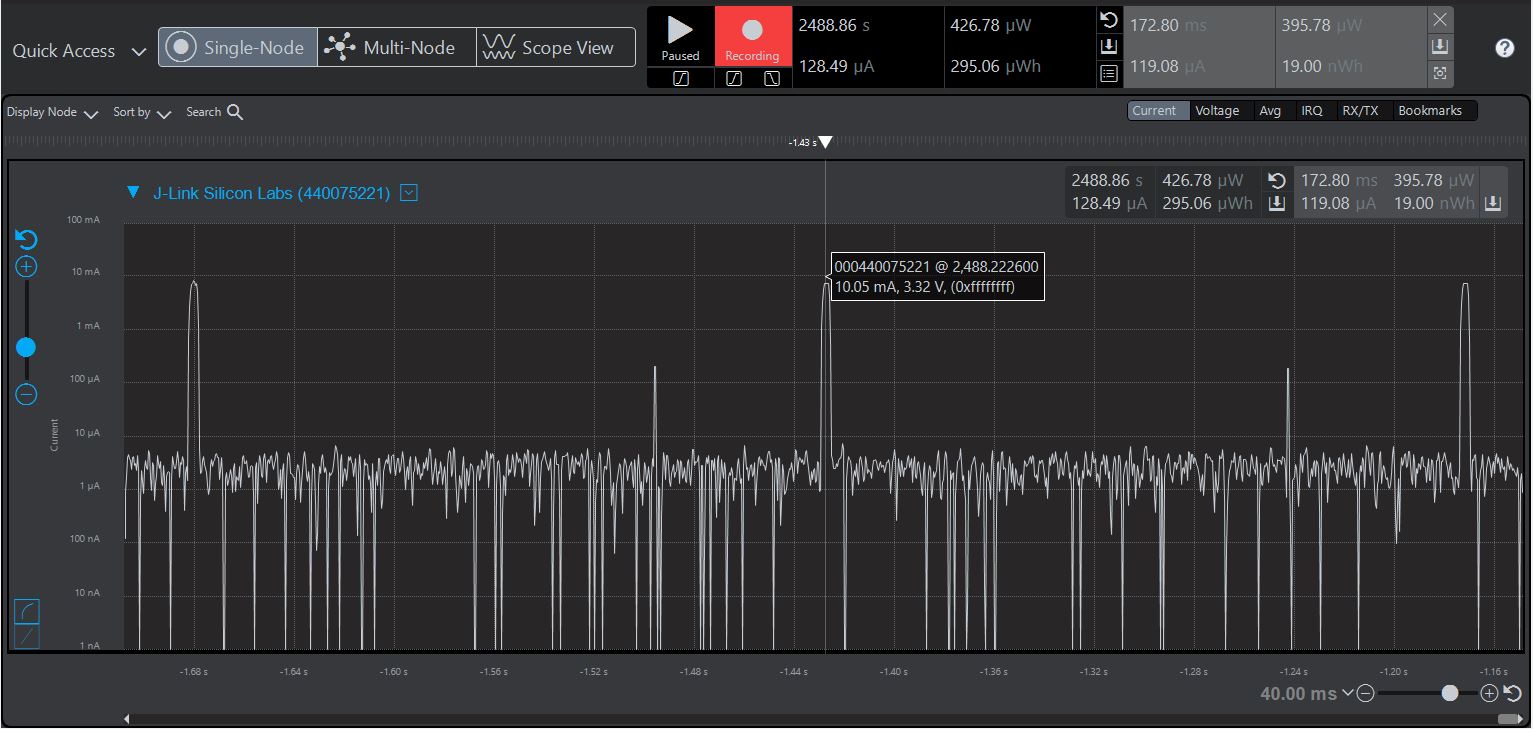 Quick Access
Single-Node
Multi-Node
Scope View
Paused
Recording
2488.86 s
426.78 µW
128.49 µA
295.06 µWh
172.80 ms
395.78 µW
119.08 µA
19.00 nWh
?
Display Node
Sort by
Search
Current
Voltage
Avg
IRQ
RX/TX
Bookmarks
-1.43 s
J-Link Silicon Labs (440075221)
2488.86 s
426.78 µW
128.49 µA
295.06 µWh
172.80 ms
395.78 µW
119.08 µA
19.00 nWh
000440075221 @ 2,488.222600
10.05 mA, 3.32 V, (0xffffffff)
100 mA
10 mA
1 mA
100 µA
10 µA
1 µA
100 nA
10 nA
1 nA
Current
-1.68 s
-1.64 s
-1.60 s
-1.56 s
-1.52 s
-1.48 s
-1.44 s
-1.40 s
-1.36 s
-1.32 s
-1.28 s
-1.24 s
-1.20 s
-1.16 s
40.00 ms